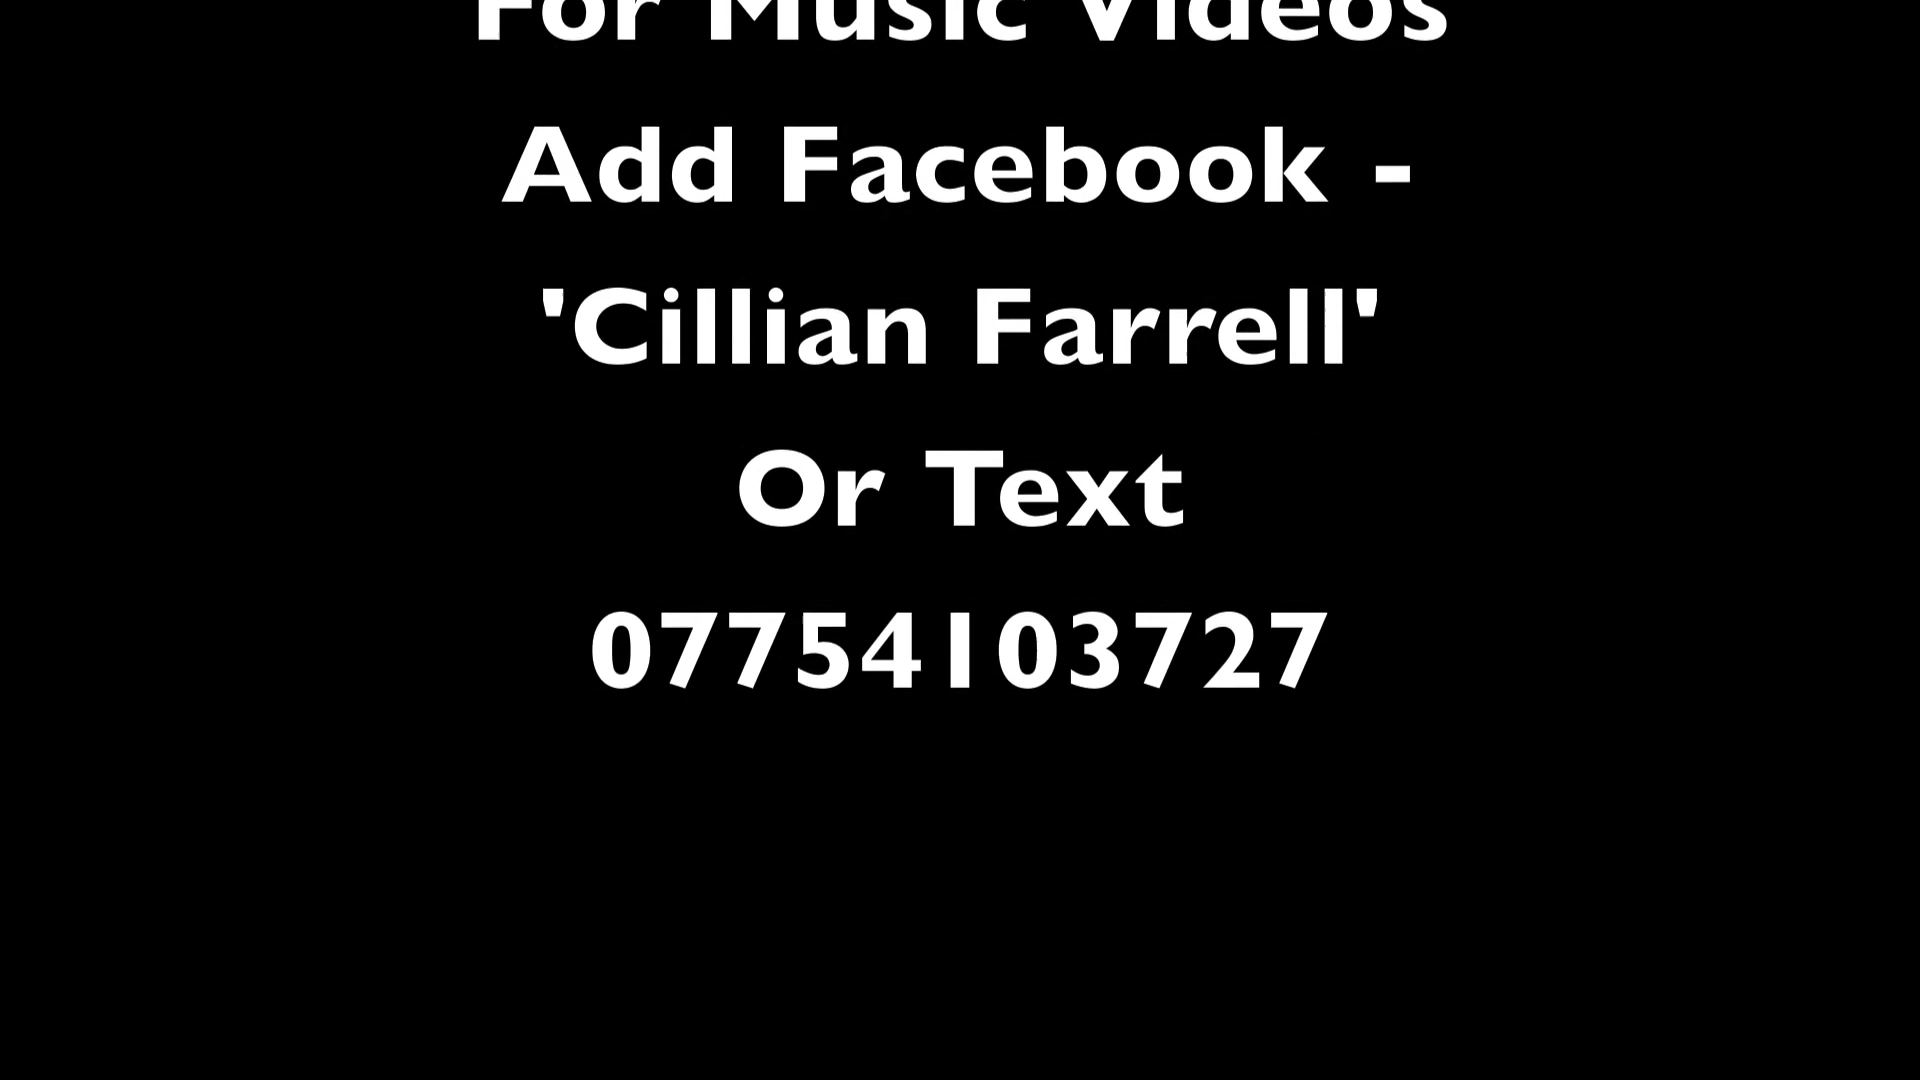 For Music Videos
Add Facebook -
'Cillian Farrell'
Or Text
07754103727